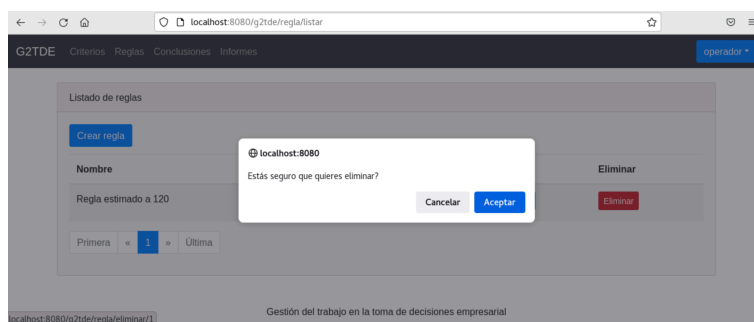 localhost:8080/g2tde/regla/listar
G2TDE Criterios Reglas Conclusiones Informes operador
Listado de reglas
Crear regla
localhost:8080
Estás seguro que quieres eliminar?
Cancelar Aceptar
Nombre Eliminar
Regla estimado a 120 Eliminar
Primera « 1 » Última
Gestión del trabajo en la toma de decisiones empresarial
localhost:8080/g2tde/regla/eliminar/1